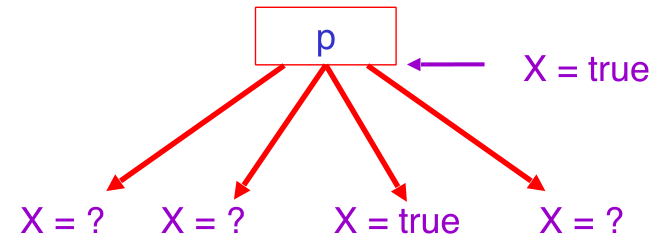 p
X = true
X = ?
X = ?
X = true
X = ?